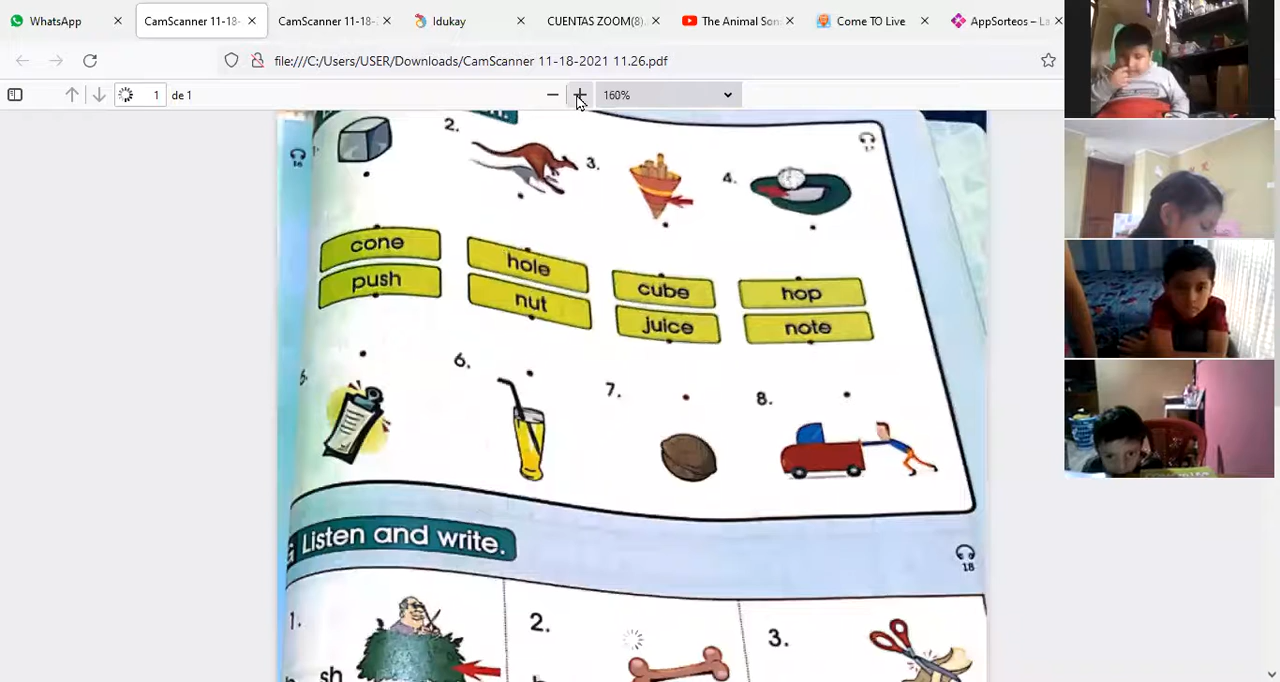 WhatsApp
CamScanner 11-18-
CamScanner 11-18-
Idukay
CUENTAS ZOOM(8)
The Animal Son
Come TO Live
AppSorteos –
file:///C:/Users/USER/Downloads/CamScanner 11-18-2021 11.26.pdf
1 de 1
160%
16
17
2.
3.
4.
cone
hole
cube
hop
push
nut
juice
note
6.
7.
8.
Listen and write.
18
1.
2.
3.
sh